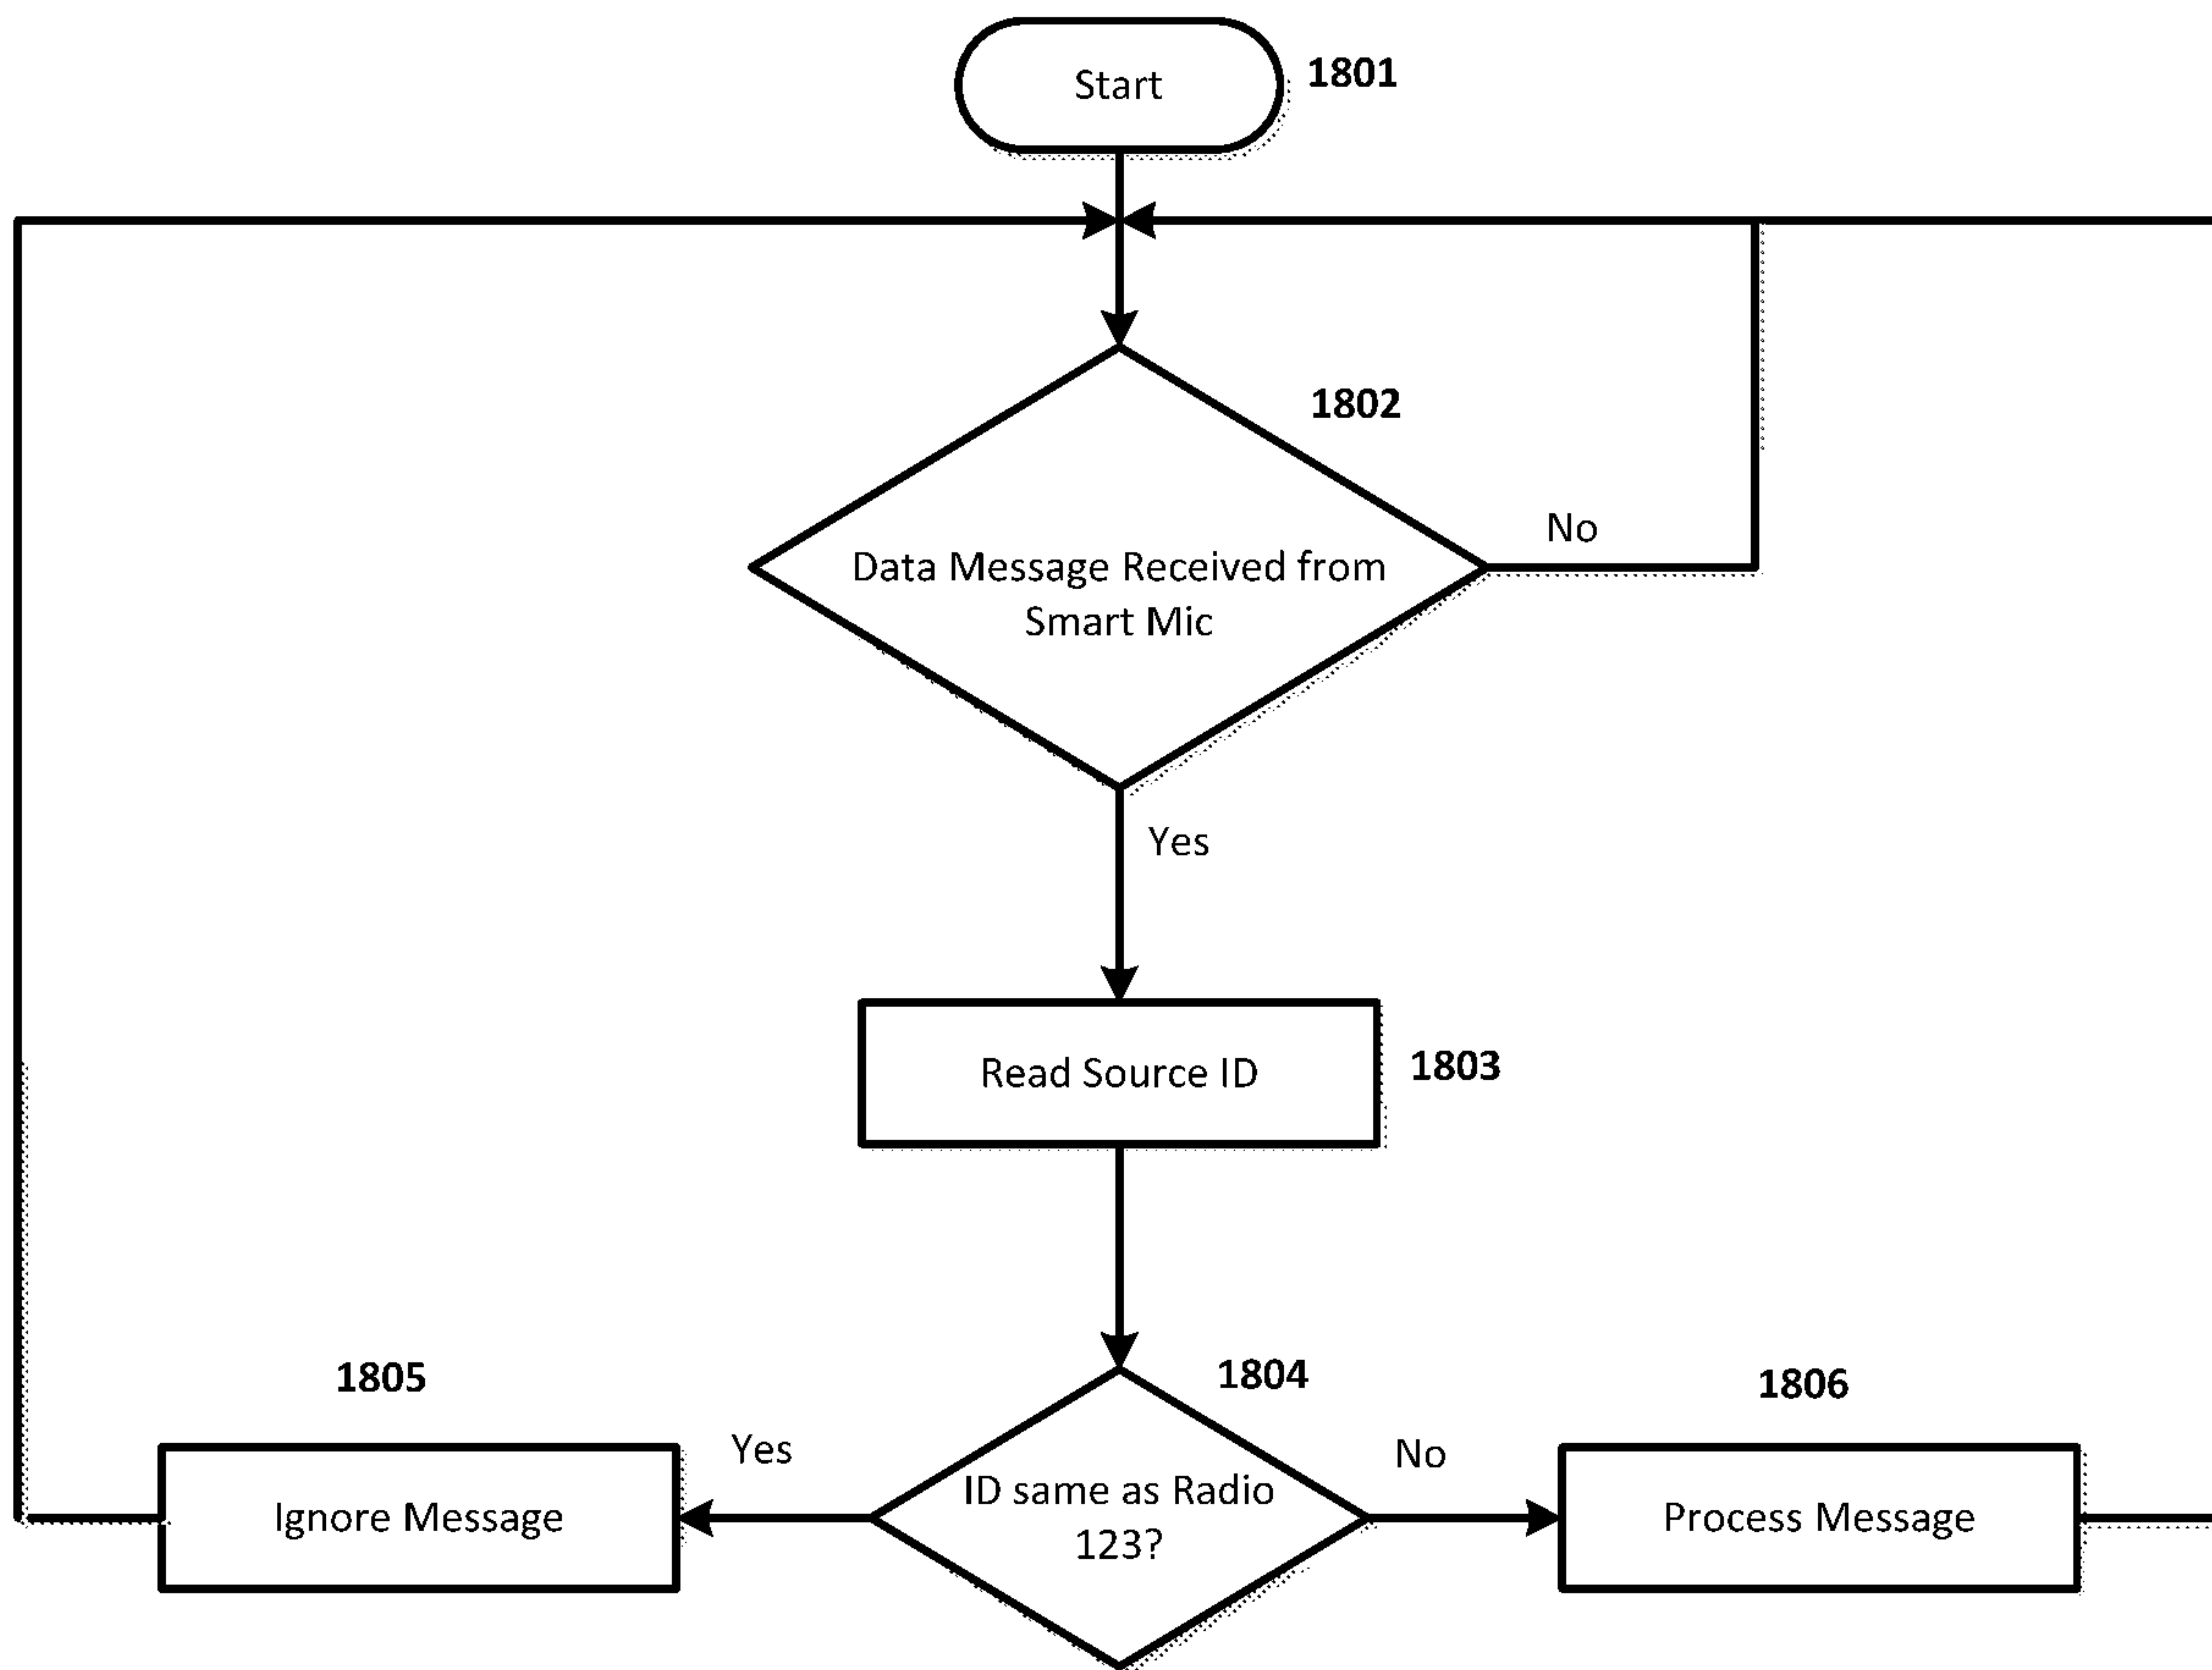 Start
1801
1802
No
Data Message Received from
Smart Mic
Yes
Read Source ID
1803
1805
1804
1806
Yes
No
Ignore Message
ID same as Radio
123?
Process Message